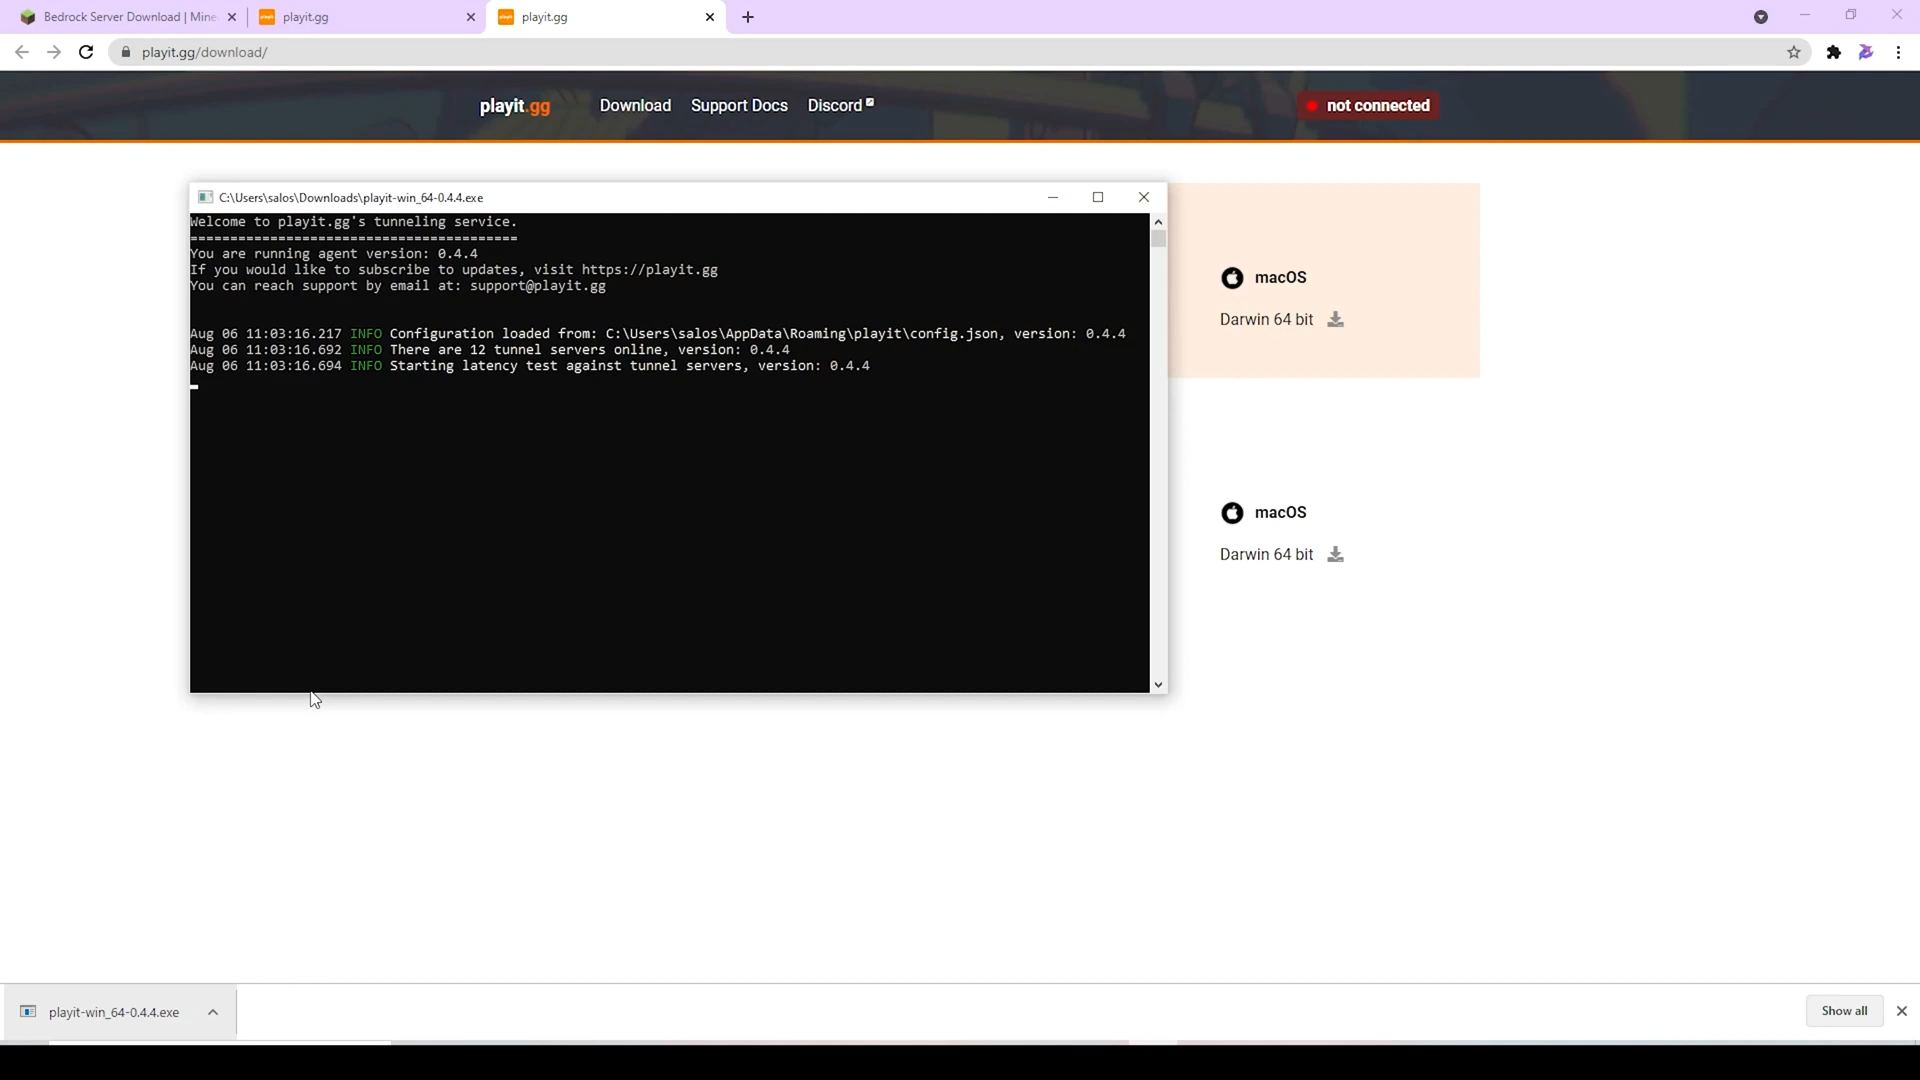 Bedrock Server Download | Mine
playit.gg
playit.gg
playit.gg/download/
playit.gg
Download
Support Docs
Discord
not connected
C:\Users\salos\Downloads\playit-win_64-0.4.4.exe
Welcome to playit.gg's tunneling service.
=========================================
You are running agent version: 0.4.4
If you would like to subscribe to updates, visit https://playit.gg
You can reach support by email at: support@playit.gg
Aug 06 11:03:16.217 INFO Configuration loaded from: C:\Users\salos\AppData\Roaming\playit\config.json, version: 0.4.4
Aug 06 11:03:16.692 INFO There are 12 tunnel servers online, version: 0.4.4
Aug 06 11:03:16.694 INFO Starting latency test against tunnel servers, version: 0.4.4
macOS
Darwin 64 bit
macOS
Darwin 64 bit
playit-win_64-0.4.4.exe
Show all